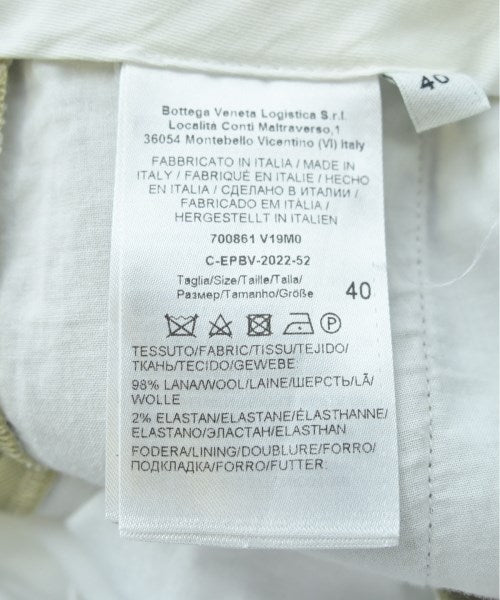 40
Bottega Veneta Logistica S.r.l.
Località Conti Maltraverso,1
36054 Montebello Vicentino (VI) Italy
FABBRICATO IN ITALIA / MADE IN
ITALY / FABRIQUÉ EN ITALIE / HECHO
EN ITALIA / СДЕЛАНО В ИТАЛИИ /
FABRICADO EM ITÁLIA /
HERGESTELLT IN ITALIEN
700861 V19M0
C-EPBV-2022-52
Taglia/Size/Taille/Talla/
Размер/Tamanho/Größe 40
P
TESSUTO/FABRIC/TISSU/TEJIDO/
ТКАНЬ/TECIDO/GEWEBE
98% LANA/WOOL/LAINE/ШЕРСТЬ/LÃ/
WOLLE
2% ELASTAN/ELASTANE/ÉLASTHANNE/
ELASTANO/ЭЛАСТАН/ELASTHAN
FODERA/LINING/DOUBLURE/FORRO/
ПОДКЛАДКА/FORRO/FUTTER: